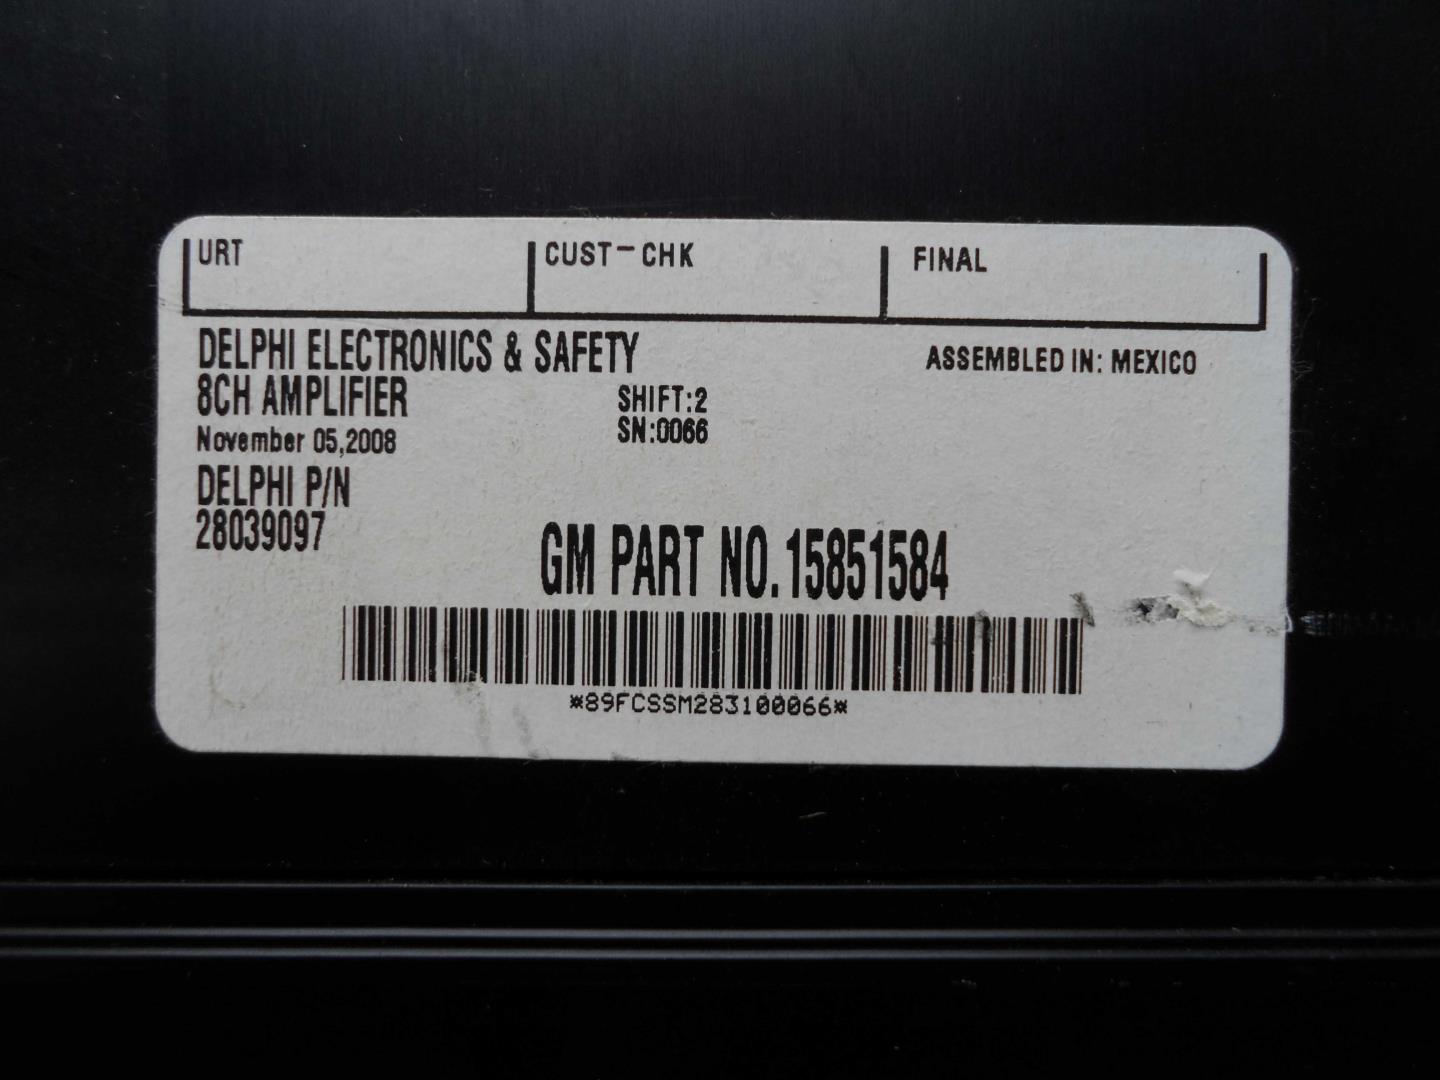 URT CUST-CHK FINAL
DELPHI ELECTRONICS & SAFETY
ASSEMBLED IN: MEXICO
8CH AMPLIFIER
SHIFT:2
November 05,2008
SN:0066
DELPHI P/N
28039097
GM PART NO.15851584
*89FCSSM283100066*